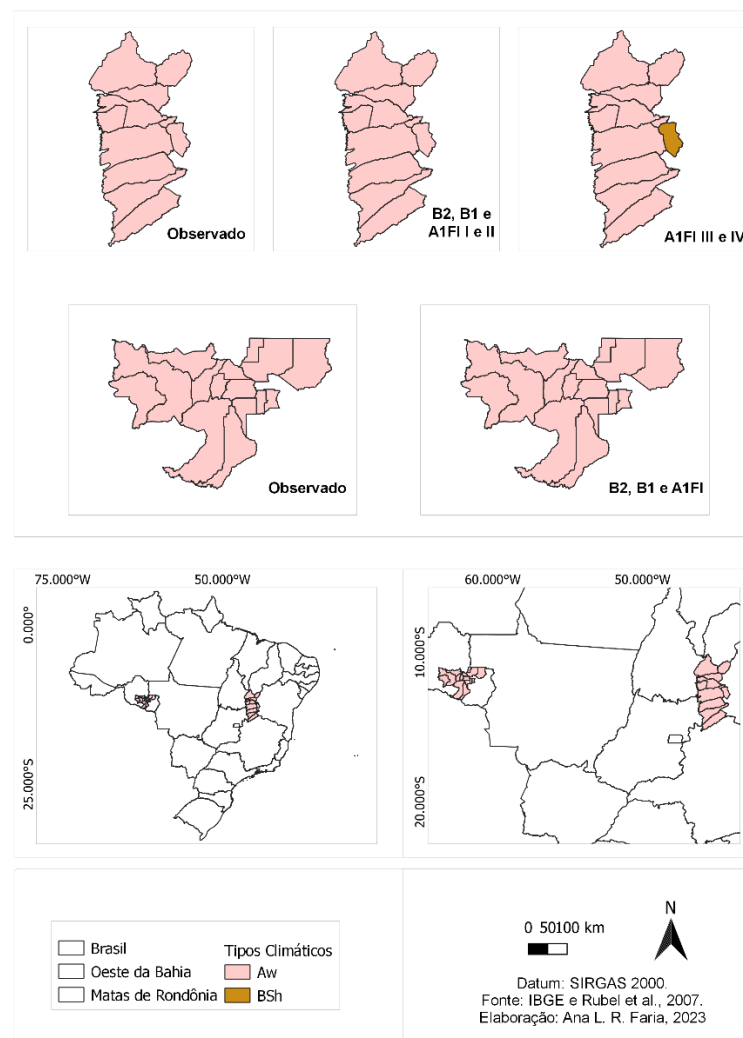 Observado
B2, B1 e
A1FI I e II
A1FI III e IV
Observado
B2, B1 e A1FI
75.000°W
50.000°W
0.000°
25.000°S
60.000°W
50.000°W
10.000°S
20.000°S
Brasil
Oeste da Bahia
Matas de Rondônia
Tipos Climáticos
Aw
BSh
0 50100 km
N
Datum: SIRGAS 2000.
Fonte: IBGE e Rubel et al., 2007.
Elaboração: Ana L. R. Faria, 2023